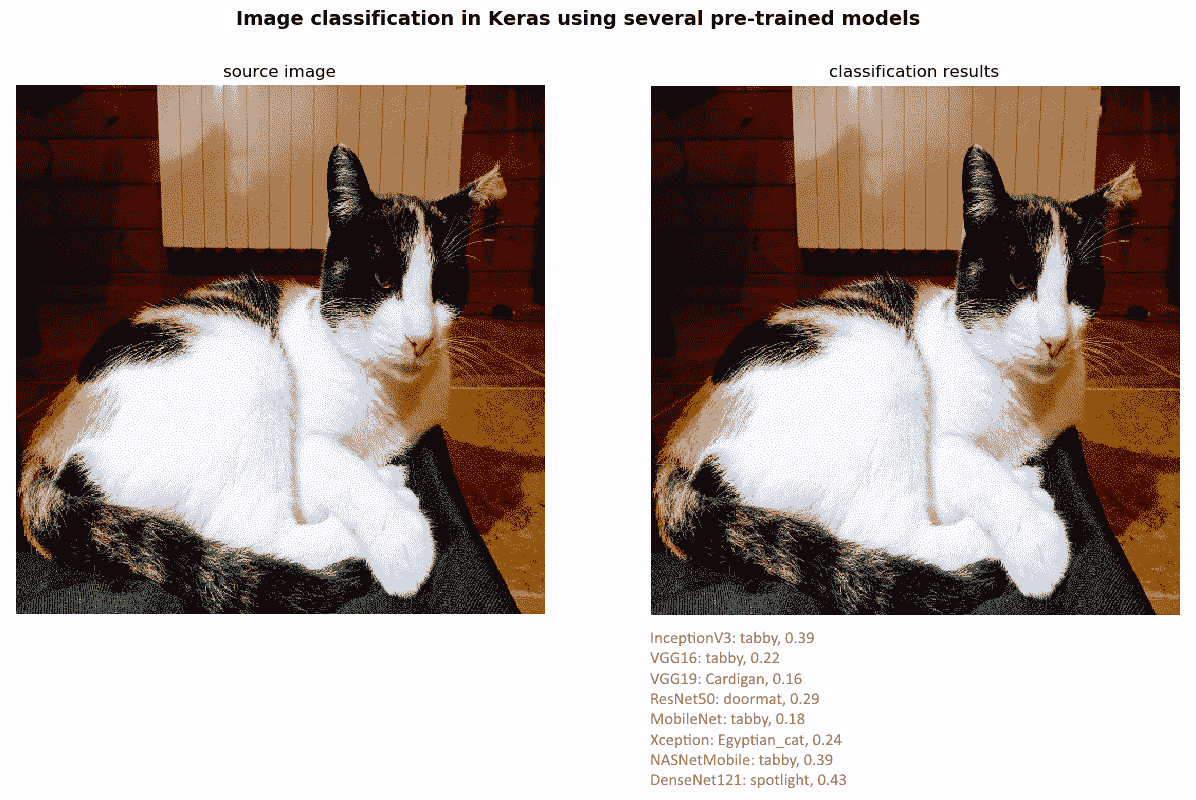 Image classification in Keras using several pre-trained models
source image
classification results
InceptionV3: tabby, 0.39
VGG16: tabby, 0.22
VGG19: Cardigan, 0.16
ResNet50: doormat, 0.29
MobileNet: tabby, 0.18
Xception: Egyptian_cat, 0.24
NASNetMobile: tabby, 0.39
DenseNet121: spotlight, 0.43